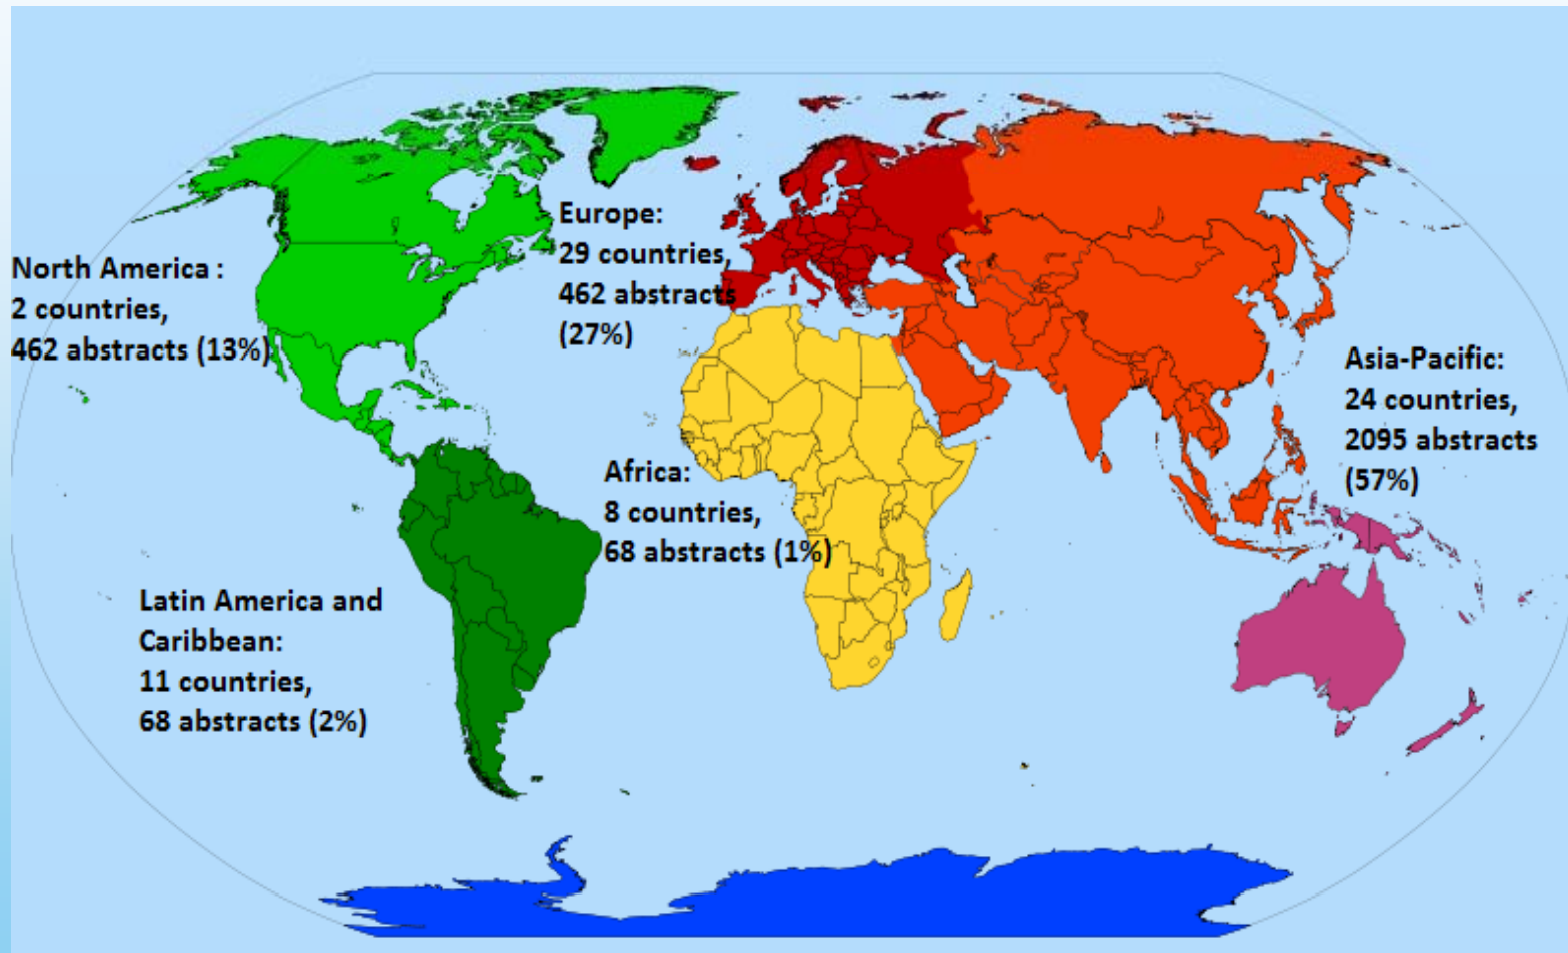 North America :
2 countries,
462 abstracts (13%)
Europe:
29 countries,
462 abstracts
(27%)
Asia-Pacific:
24 countries,
2095 abstracts
(57%)
Africa:
8 countries,
68 abstracts (1%)
Latin America and
Caribbean:
11 countries,
68 abstracts (2%)